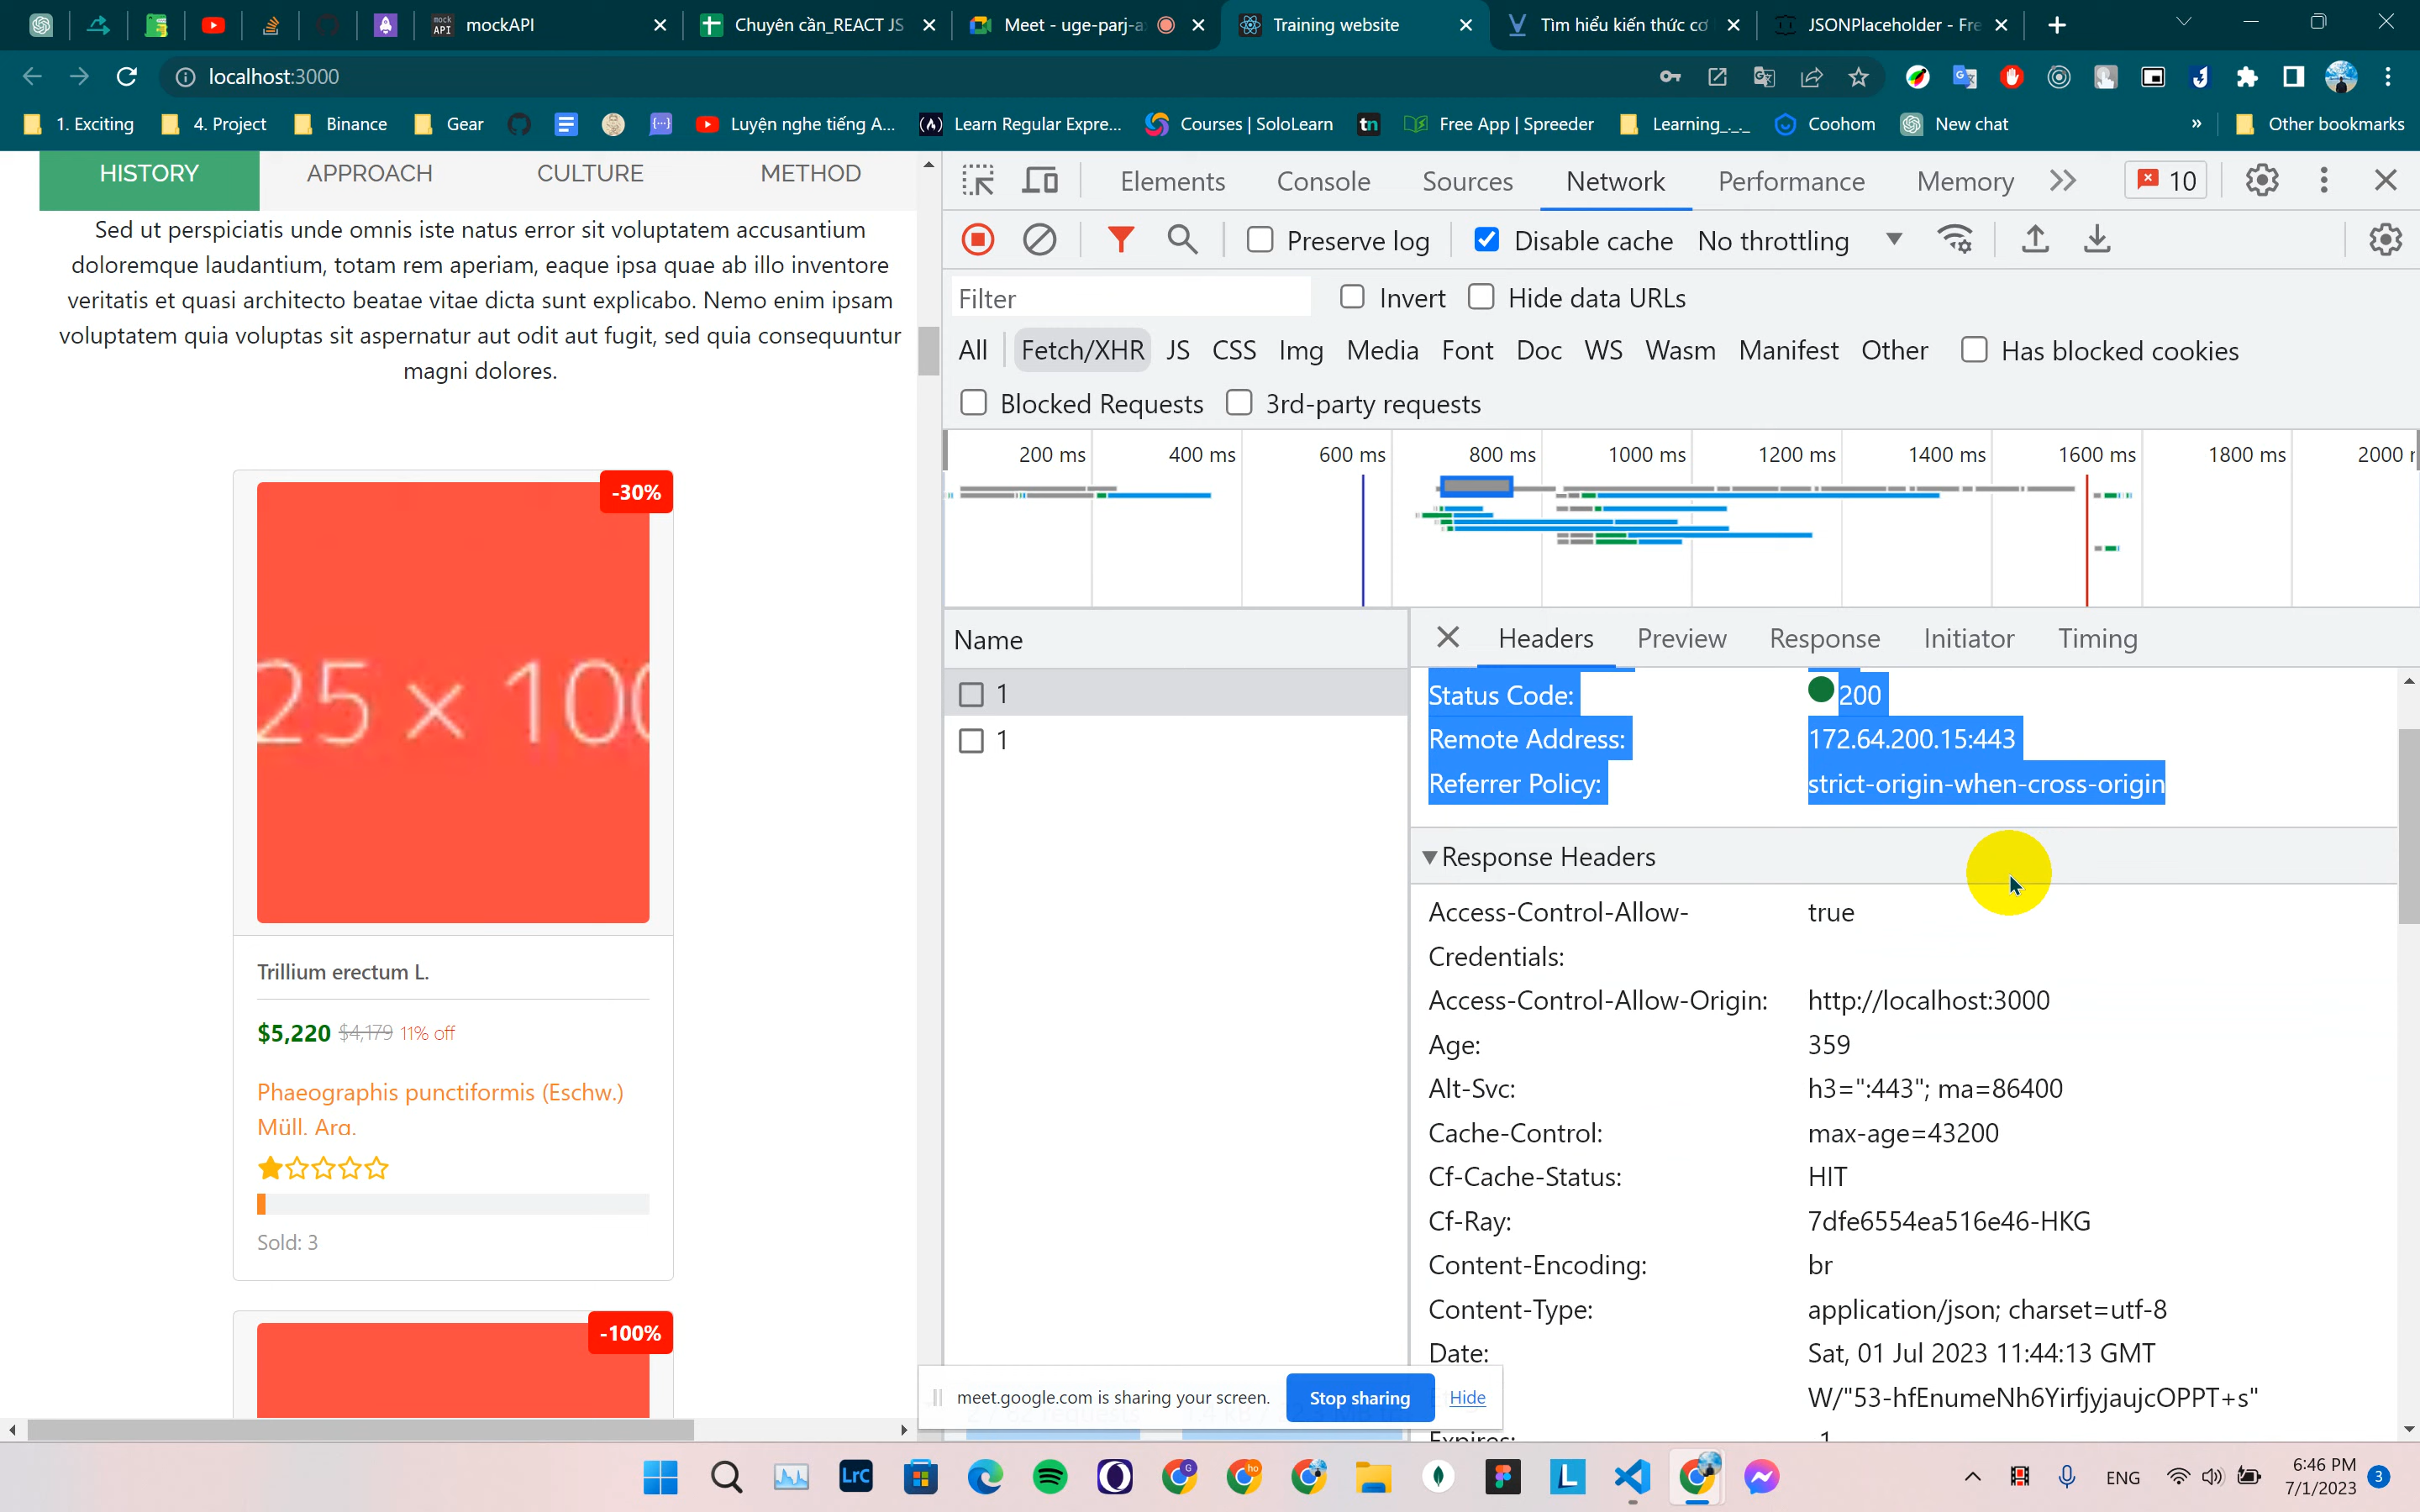 mockAPI
Chuyên cần_REACT JS
Meet - uge-parj-a
Training website
Tìm hiểu kiến thức cơ
JSONPlaceholder - Fre
localhost:3000
1. Exciting
4. Project
Binance
Gear
Luyện nghe tiếng A...
Learn Regular Expre...
Courses | SoloLearn
tn
Free App | Spreeder
Learning_._._
Coohom
New chat
»
Other bookmarks
HISTORY
APPROACH
CULTURE
METHOD
Sed ut perspiciatis unde omnis iste natus error sit voluptatem accusantium
doloremque laudantium, totam rem aperiam, eaque ipsa quae ab illo inventore
veritatis et quasi architecto beatae vitae dicta sunt explicabo. Nemo enim ipsam
voluptatem quia voluptas sit aspernatur aut odit aut fugit, sed quia consequuntur
magni dolores.
-30%
25 × 100
Trillium erectum L.
$5,220 $4,179 11% off
Phaeographis punctiformis (Eschw.)
Müll. Arg.
Sold: 3
-100%
Elements
Console
Sources
Network
Performance
Memory
10
Preserve log
Disable cache
No throttling
Filter
Invert
Hide data URLs
All
Fetch/XHR
JS
CSS
Img
Media
Font
Doc
WS
Wasm
Manifest
Other
Has blocked cookies
Blocked Requests
3rd-party requests
200 ms
400 ms
600 ms
800 ms
1000 ms
1200 ms
1400 ms
1600 ms
1800 ms
2000
Name
1
1
Headers
Preview
Response
Initiator
Timing
Status Code: 200
Remote Address: 172.64.200.15:443
Referrer Policy: strict-origin-when-cross-origin
Response Headers
Access-Control-Allow- true
Credentials:
Access-Control-Allow-Origin: http://localhost:3000
Age: 359
Alt-Svc: h3=":443"; ma=86400
Cache-Control: max-age=43200
Cf-Cache-Status: HIT
Cf-Ray: 7dfe6554ea516e46-HKG
Content-Encoding: br
Content-Type: application/json; charset=utf-8
Date: Sat, 01 Jul 2023 11:44:13 GMT
W/"53-hfEnumeNh6YirfjyjaujcOPPT+s"
Expires: -1
meet.google.com is sharing your screen.
Stop sharing
Hide
LrC
ENG
6:46 PM
7/1/2023
3